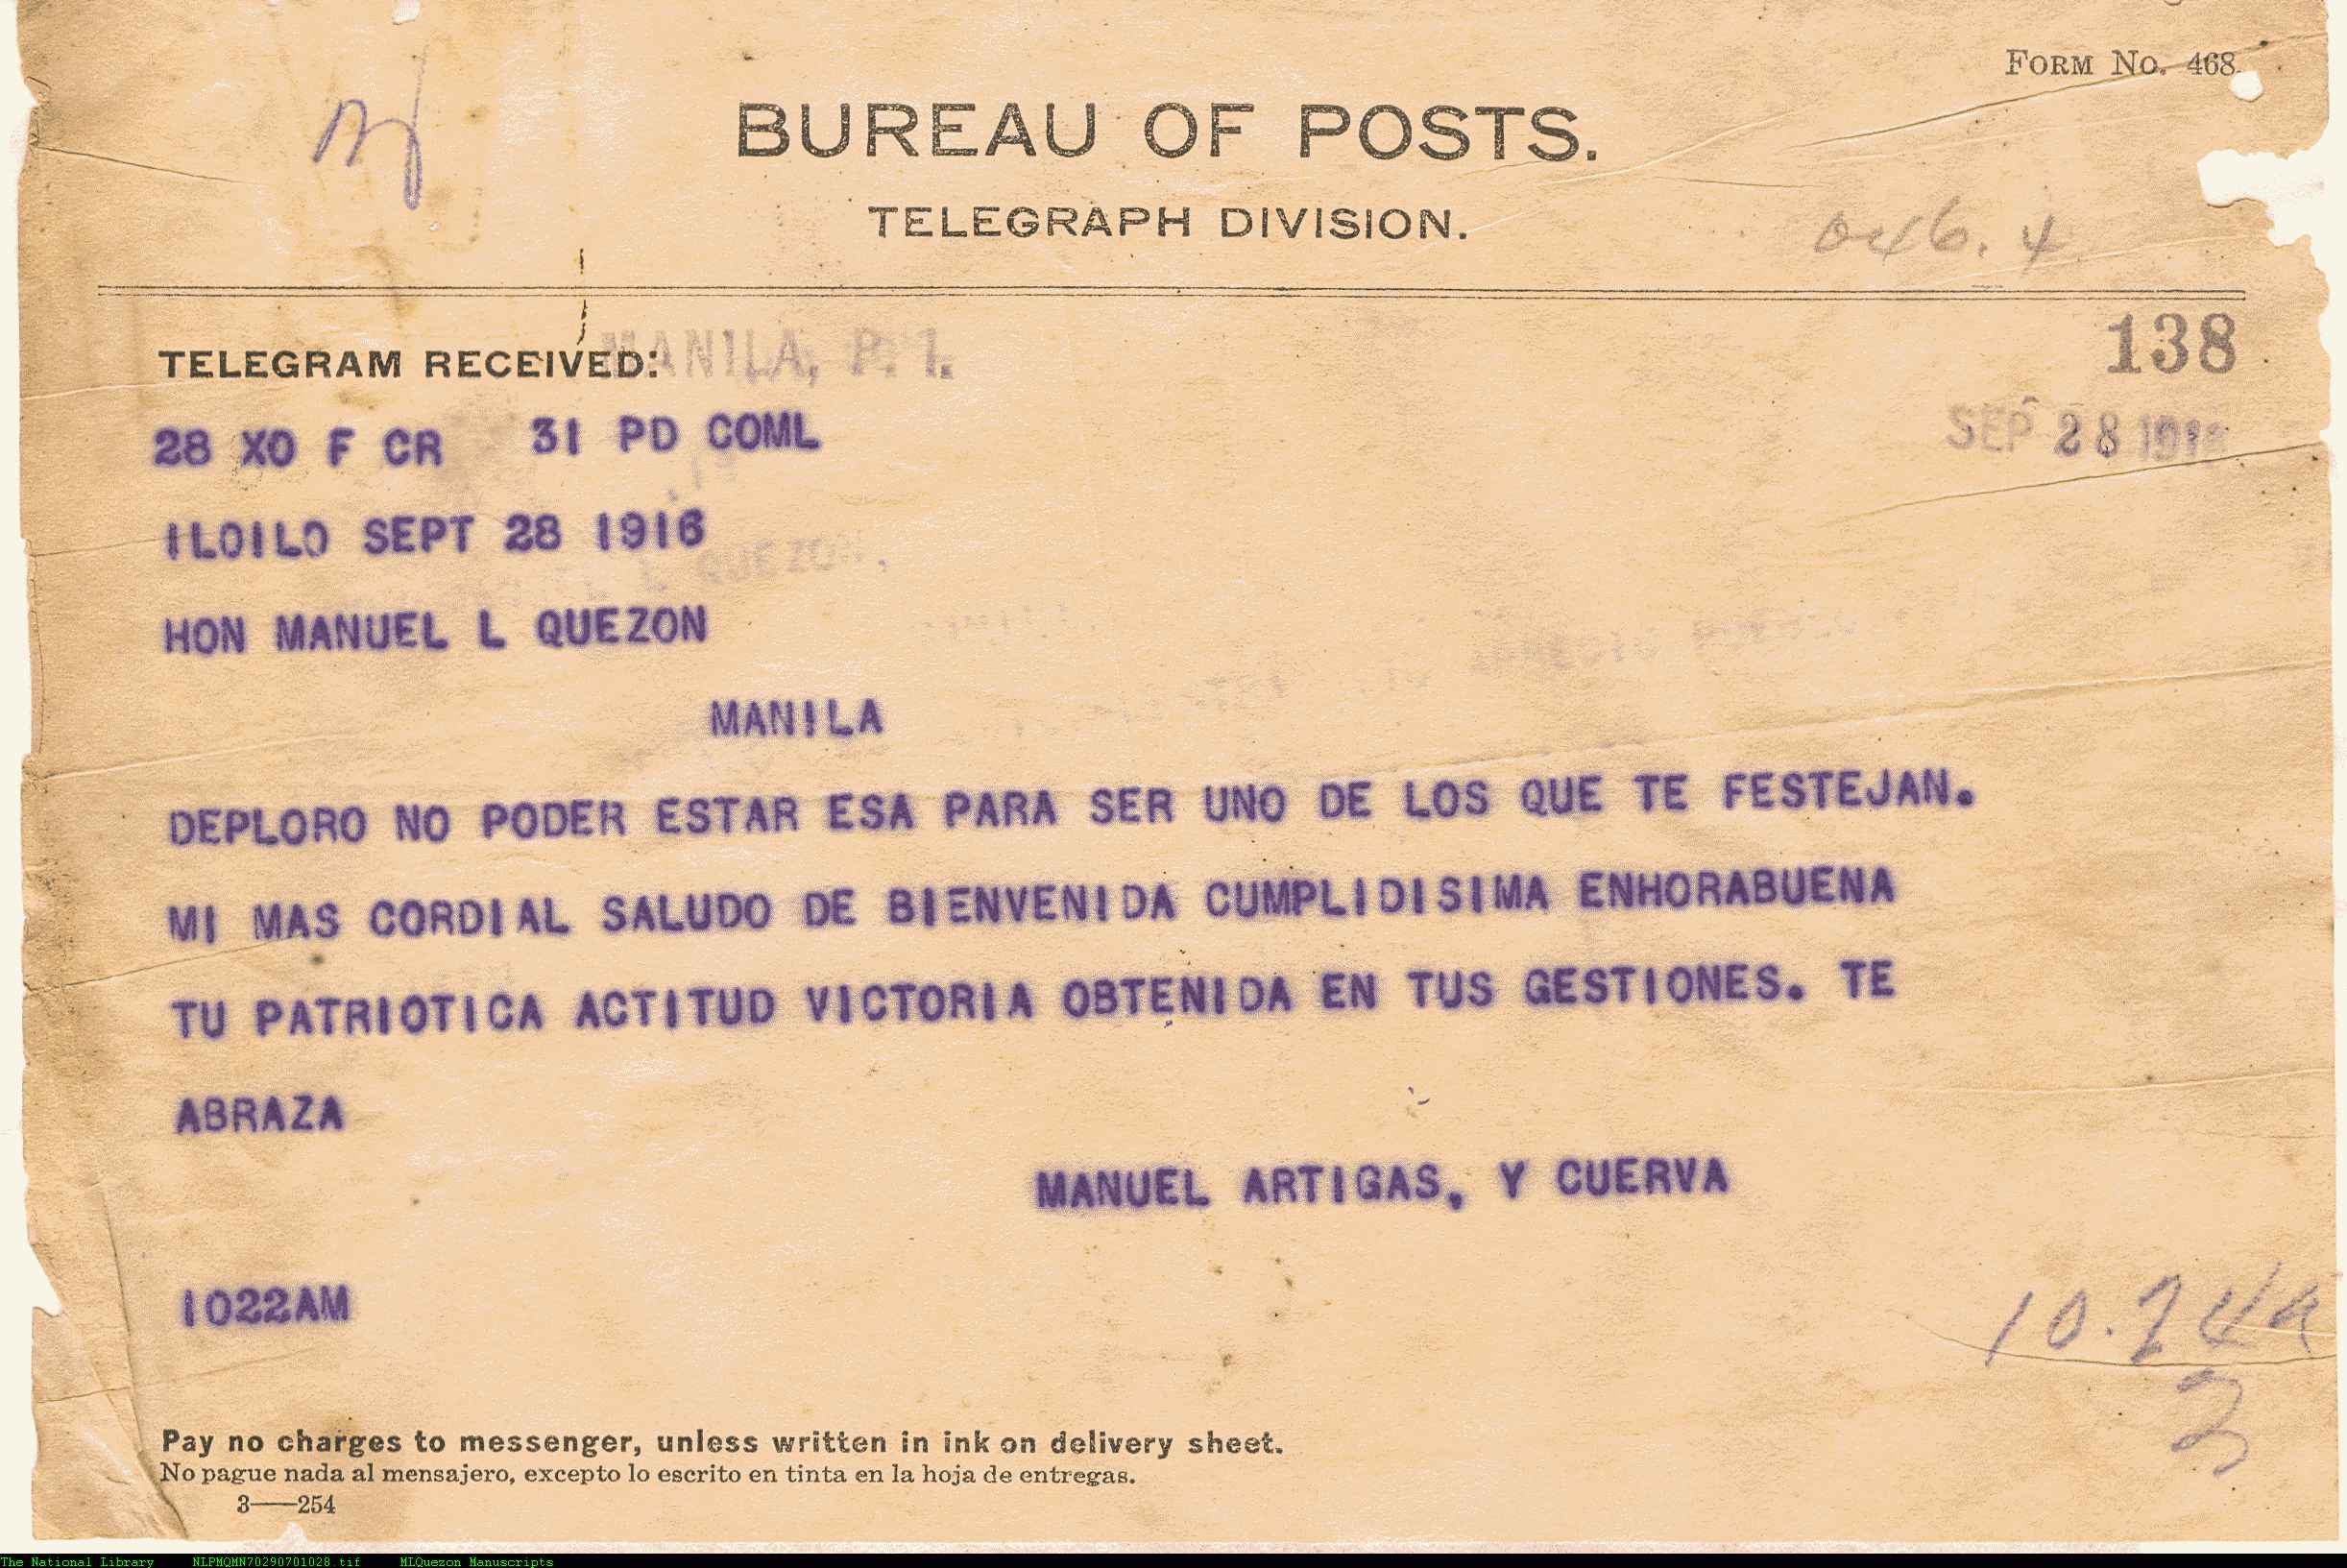 FORM No. 468
BUREAU OF POSTS.
TELEGRAPH DIVISION.
TELEGRAM RECEIVED:
MANILA, P. I.
138
28 XO F CR 31 PD COML
SEP 28
ILOILO SEPT 28 1916
QUEZON,
HON MANUEL L QUEZON
MANILA
DEPLORO NO PODER ESTAR ESA PARA SER UNO DE LOS QUE TE FESTEJAN.
MI MAS CORDIAL SALUDO DE BIENVENIDA CUMPLIDISIMA ENHORABUENA
TU PATRIOTICA ACTITUD VICTORIA OBTENIDA EN TUS GESTIONES. TE
ABRAZA
MANUEL ARTIGAS, Y CUERVA
1022AM
Pay no charges to messenger, unless written in ink on delivery sheet.
No pague nada al mensajero, excepto lo escrito en tinta en la hoja de entregas.
3——254
The National Library NLPMQMN70290701028.tif MLQuezon Manuscripts